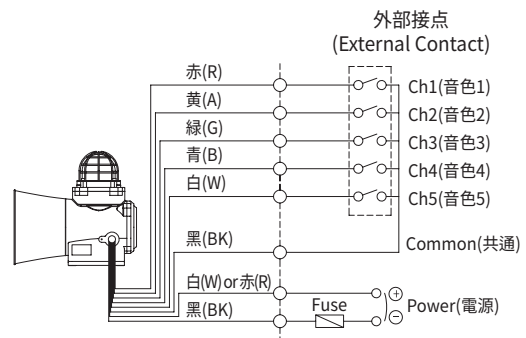 外部接点
(External Contact)
赤(R) Ch1(音色1)
黄(A) Ch2(音色2)
緑(G) Ch3(音色3)
青(B) Ch4(音色4)
白(W) Ch5(音色5)
黒(BK) Common(共通)
白(W)or赤(R)
Power(電源)
黒(BK) Fuse